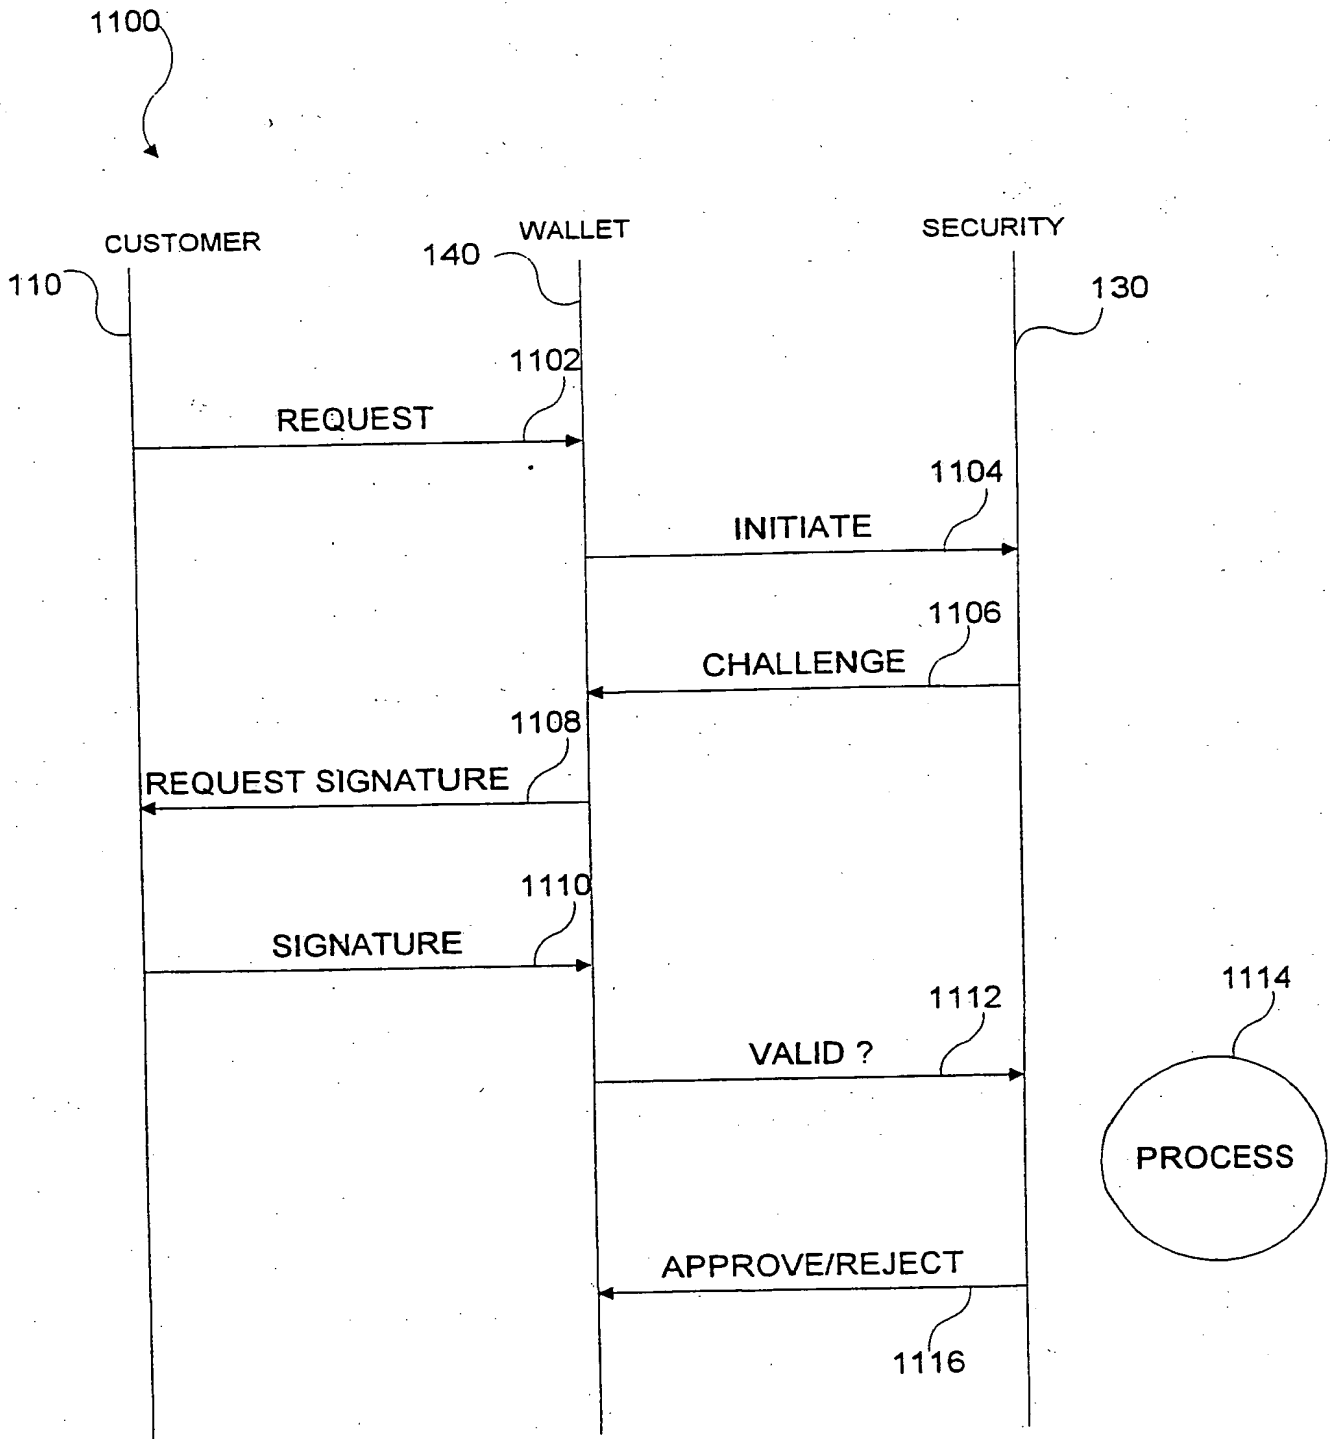 1100
CUSTOMER
WALLET
SECURITY
110
140
130
1102
REQUEST
1104
INITIATE
1106
CHALLENGE
1108
REQUEST SIGNATURE
1110
SIGNATURE
1112
VALID ?
1114
PROCESS
APPROVE/REJECT
1116